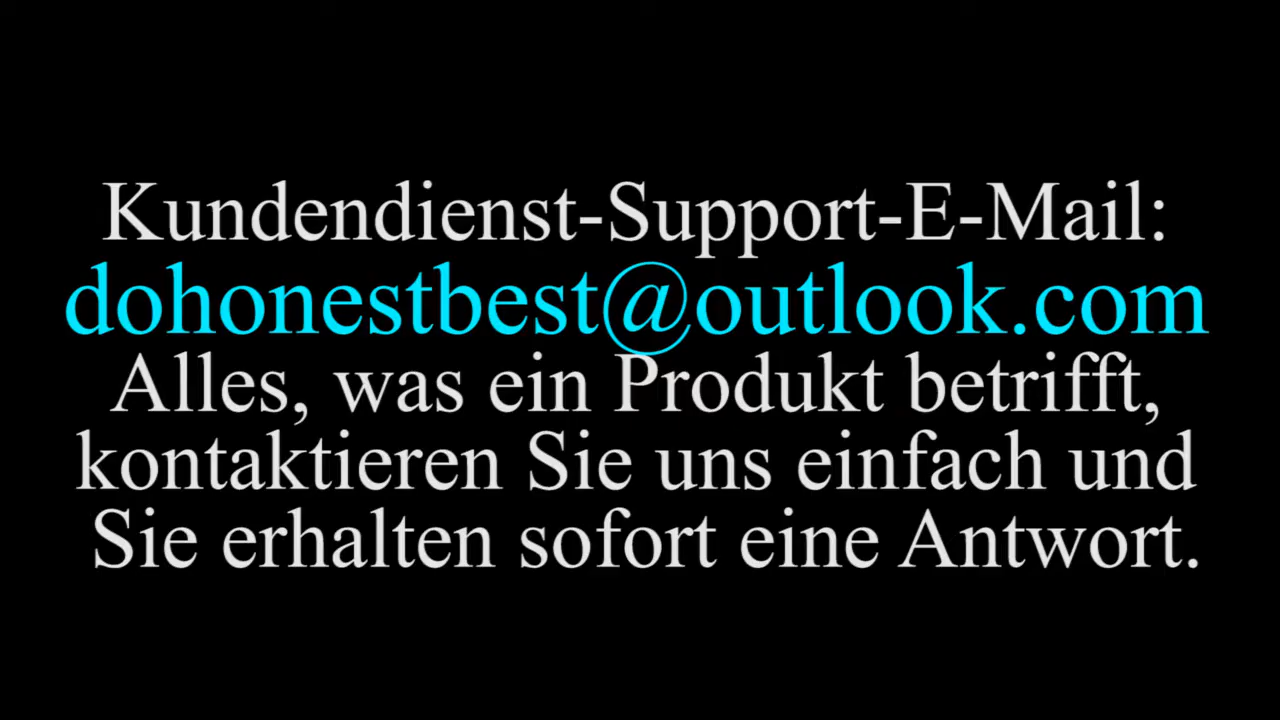 Kundendienst-Support-E-Mail:
dohonestbest@outlook.com
Alles, was ein Produkt betrifft,
kontaktieren Sie uns einfach und
Sie erhalten sofort eine Antwort.